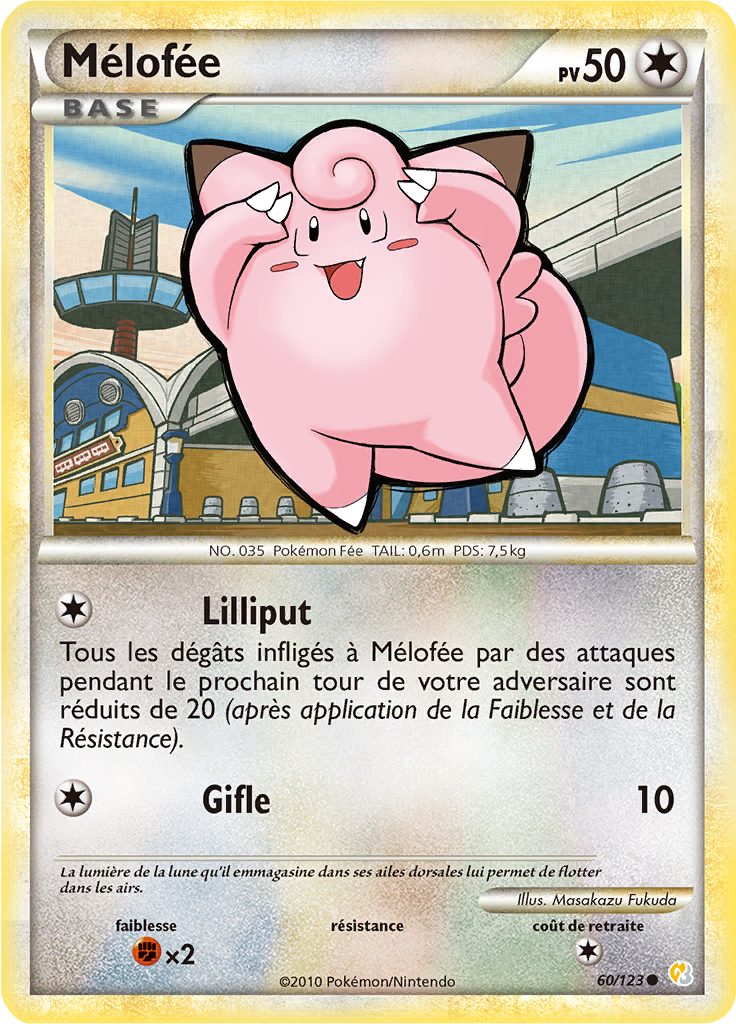 Mélofée
PV 50
BASE
NO. 035 Pokémon Fée TAIL: 0,6m PDS: 7,5kg
Lilliput
Tous les dégâts infligés à Mélofée par des attaques
pendant le prochain tour de votre adversaire sont
réduits de 20 (après application de la Faiblesse et de la
Résistance).
Gifle 10
La lumière de la lune qu'il emmagasine dans ses ailes dorsales lui permet de flotter
dans les airs.
Illus. Masakazu Fukuda
faiblesse résistance coût de retraite
×2
©2010 Pokémon/Nintendo
60/123